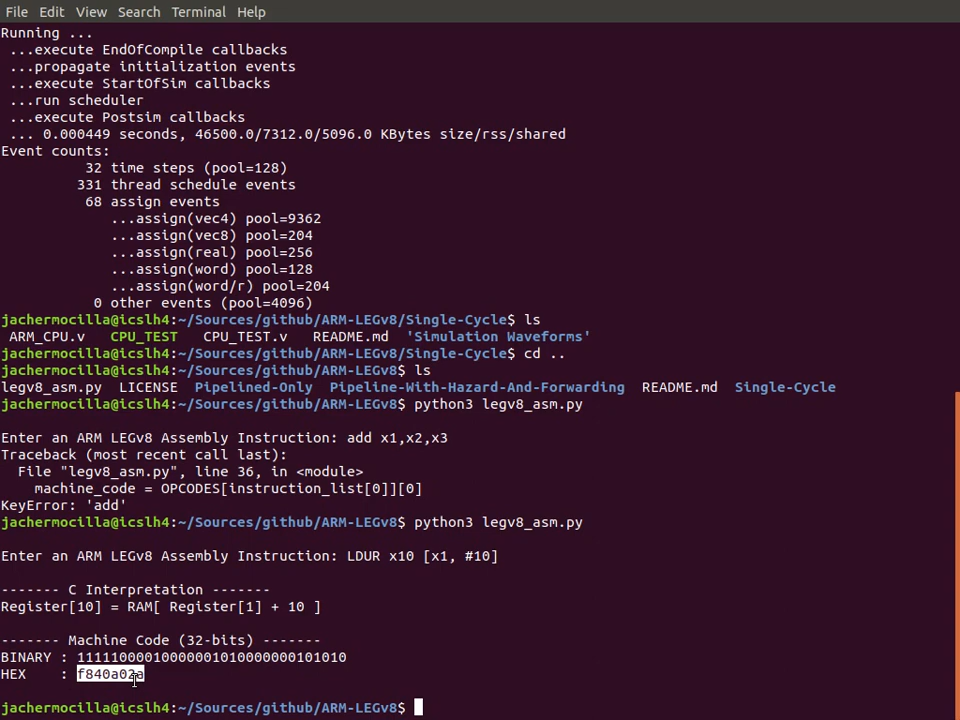 File Edit View Search Terminal Help
Running ...
...execute EndOfCompile callbacks
...propagate initialization events
...execute StartOfSim callbacks
...run scheduler
...execute Postsim callbacks
... 0.000449 seconds, 46500.0/7312.0/5096.0 KBytes size/rss/shared
Event counts:
32 time steps (pool=128)
331 thread schedule events
68 assign events
...assign(vec4) pool=9362
...assign(vec8) pool=204
...assign(real) pool=256
...assign(word) pool=128
...assign(word/r) pool=204
0 other events (pool=4096)
jachermocilla@icslh4:~/Sources/github/ARM-LEGv8/Single-Cycle$ ls
ARM_CPU.v CPU_TEST CPU_TEST.v README.md 'Simulation Waveforms'
jachermocilla@icslh4:~/Sources/github/ARM-LEGv8/Single-Cycle$ cd ..
jachermocilla@icslh4:~/Sources/github/ARM-LEGv8$ ls
legv8_asm.py LICENSE Pipelined-Only Pipeline-With-Hazard-And-Forwarding README.md Single-Cycle
jachermocilla@icslh4:~/Sources/github/ARM-LEGv8$ python3 legv8_asm.py
Enter an ARM LEGv8 Assembly Instruction: add x1,x2,x3
Traceback (most recent call last):
File "legv8_asm.py", line 36, in <module>
machine_code = OPCODES[instruction_list[0]][0]
KeyError: 'add'
jachermocilla@icslh4:~/Sources/github/ARM-LEGv8$ python3 legv8_asm.py
Enter an ARM LEGv8 Assembly Instruction: LDUR x10 [x1, #10]
------- C Interpretation -------
Register[10] = RAM[ Register[1] + 10 ]
------- Machine Code (32-bits) -------
BINARY : 11111000010000001010000000101010
HEX : f840a02a
jachermocilla@icslh4:~/Sources/github/ARM-LEGv8$